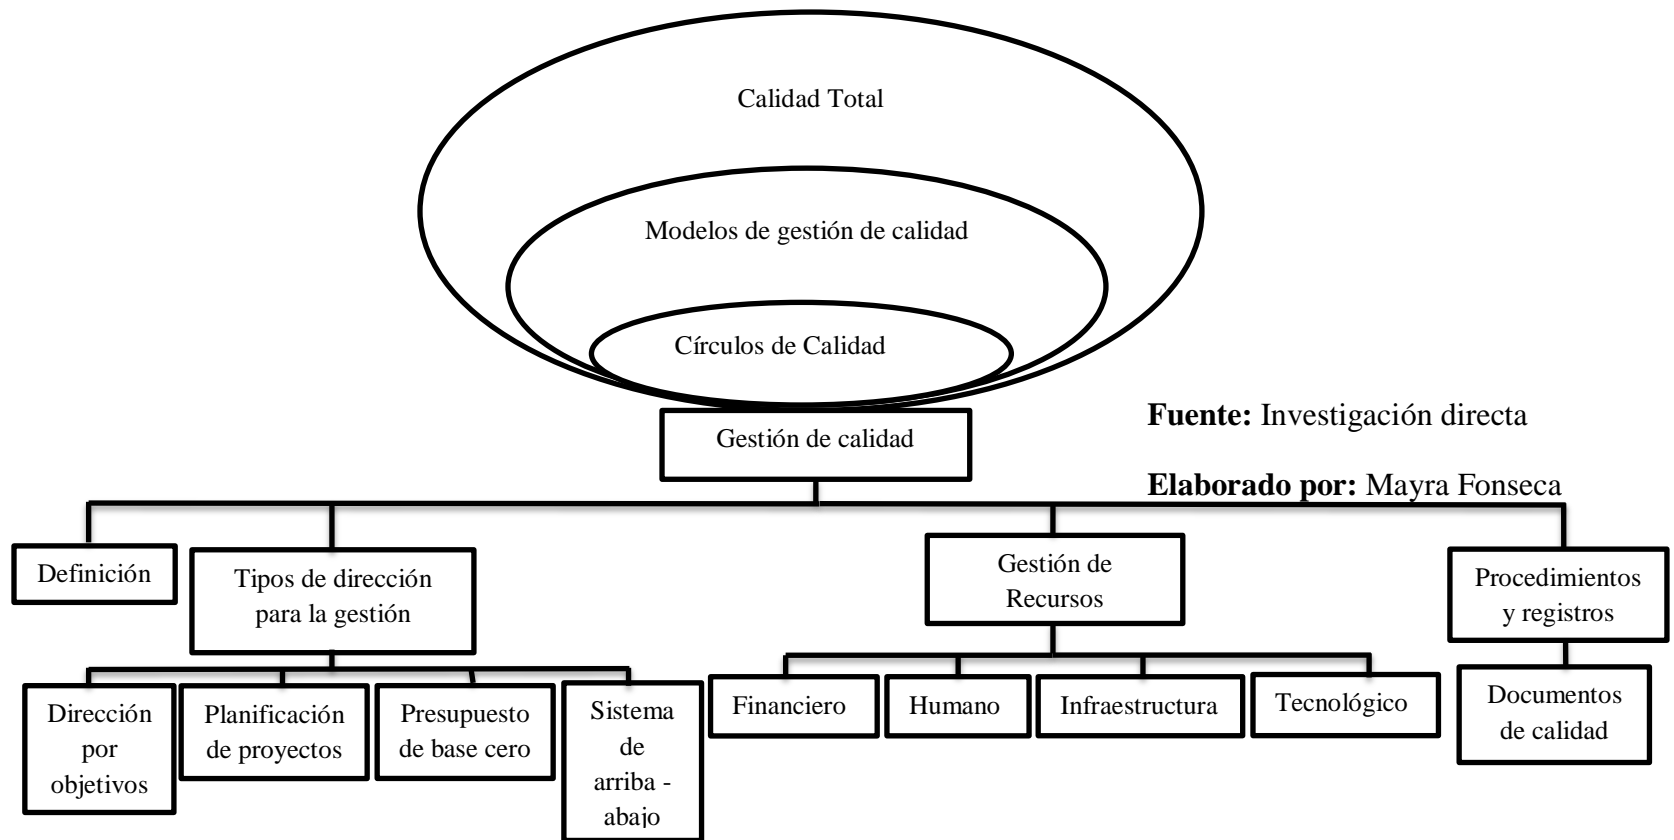 Calidad Total
Modelos de gestión de calidad
Círculos de Calidad
Gestión de calidad
Fuente: Investigación directa
Elaborado por: Mayra Fonseca
Definición
Tipos de dirección
para la gestión
Gestión de
Recursos
Procedimientos
y registros
Dirección
por
objetivos
Planificación
de proyectos
Presupuesto
de base cero
Sistema
de
arriba -
abajo
Financiero
Humano
Infraestructura
Tecnológico
Documentos
de calidad